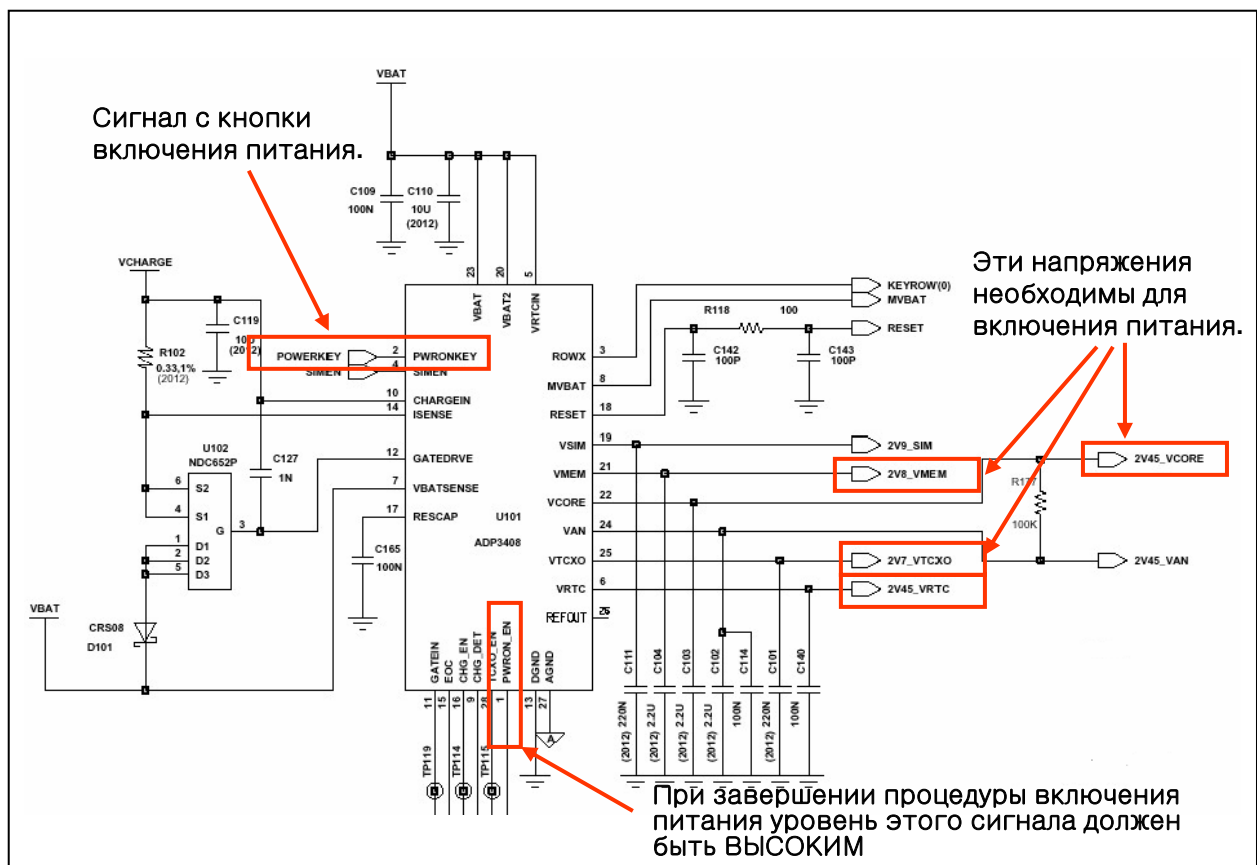 VBAT
Сигнал с кнопки
включения питания.
C109
100N
C110
10U
(2012)
VCHARGE
C119
(2012)
R102
0.33,1%
(2012)
23
20
5
VBAT
VBAT2
VRTCIN
Эти напряжения
необходимы для
включения питания.
POWERKEY
2
PWRONKEY
SIMEN
4
SIMEN
10
CHARGEIN
14
ISENSE
12
GATEDRVE
7
VBATSENSE
17
RESCAP
U101
ADP3408
ROWX
3
KEYROW(0)
MVBAT
8
MVBAT
RESET
18
R118
100
RESET
C142
100P
C143
100P
VSIM
19
2V9_SIM
VMEM
21
2V8_VMEM
VCORE
22
2V45_VCORE
VAN
24
2V45_VAN
VTCXO
25
2V7_VTCXO
VRTC
6
2V45_VRTC
REFOUT
26
100K
U102
NDC652P
6
S2
4
S1
G
3
1
D1
2
D2
5
D3
C127
1N
C165
100N
VBAT
CRS08
D101
GATEIN
EOC
CHG_EN
CHG_DET
TCXO_EN
PWRON_EN
DGND
AGND
11
15
16
9
28
1
13
27
A
TP119
TP114
TP115
C111
C104
C103
C102
C114
C101
C140
(2012) 220N
(2012) 2.2U
(2012) 2.2U
(2012) 2.2U
100N
(2012) 220N
100N
При завершении процедуры включения
питания уровень этого сигнала должен
быть ВЫСОКИМ